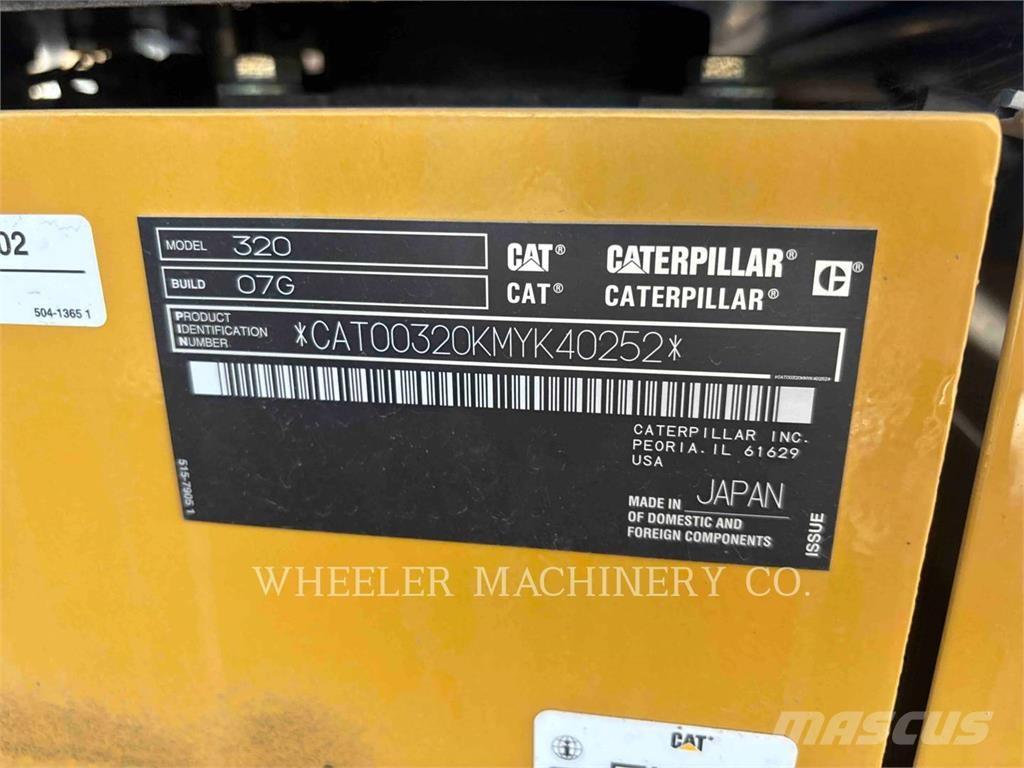 02
504-1365 1
MODEL 320
BUILD 07G
CAT® CATERPILLAR® C®
CAT® CATERPILLAR®
PRODUCT
IDENTIFICATION
NUMBER
*CAT00320KMYK40252*
*CAT00320KMYK40252*
CATERPILLAR INC.
PEORIA. IL 61629
USA
MADE IN JAPAN
OF DOMESTIC AND
FOREIGN COMPONENTS
ISSUE
515-7905 1
WHEELER MACHINERY CO.
CAT®
MASCUS